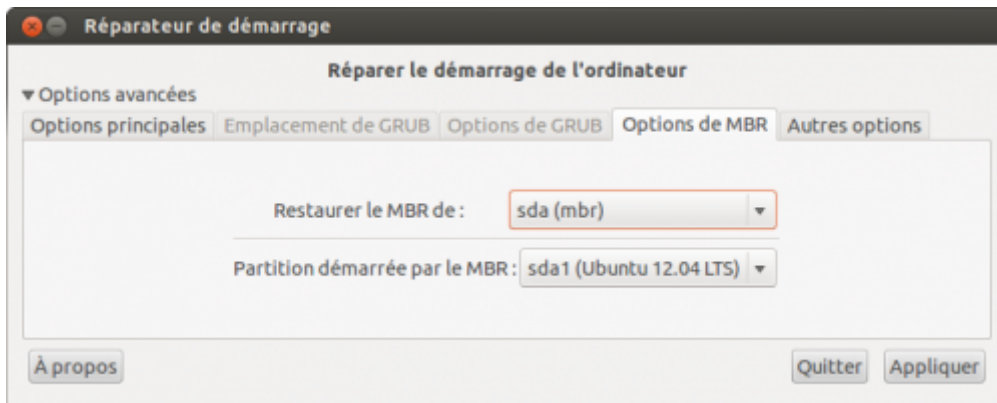 Réparateur de démarrage
Réparer le démarrage de l'ordinateur
Options avancées
Options principales Emplacement de GRUB Options de GRUB Options de MBR Autres options
Restaurer le MBR de : sda (mbr)
Partition démarrée par le MBR : sda1 (Ubuntu 12.04 LTS)
À propos Quitter Appliquer